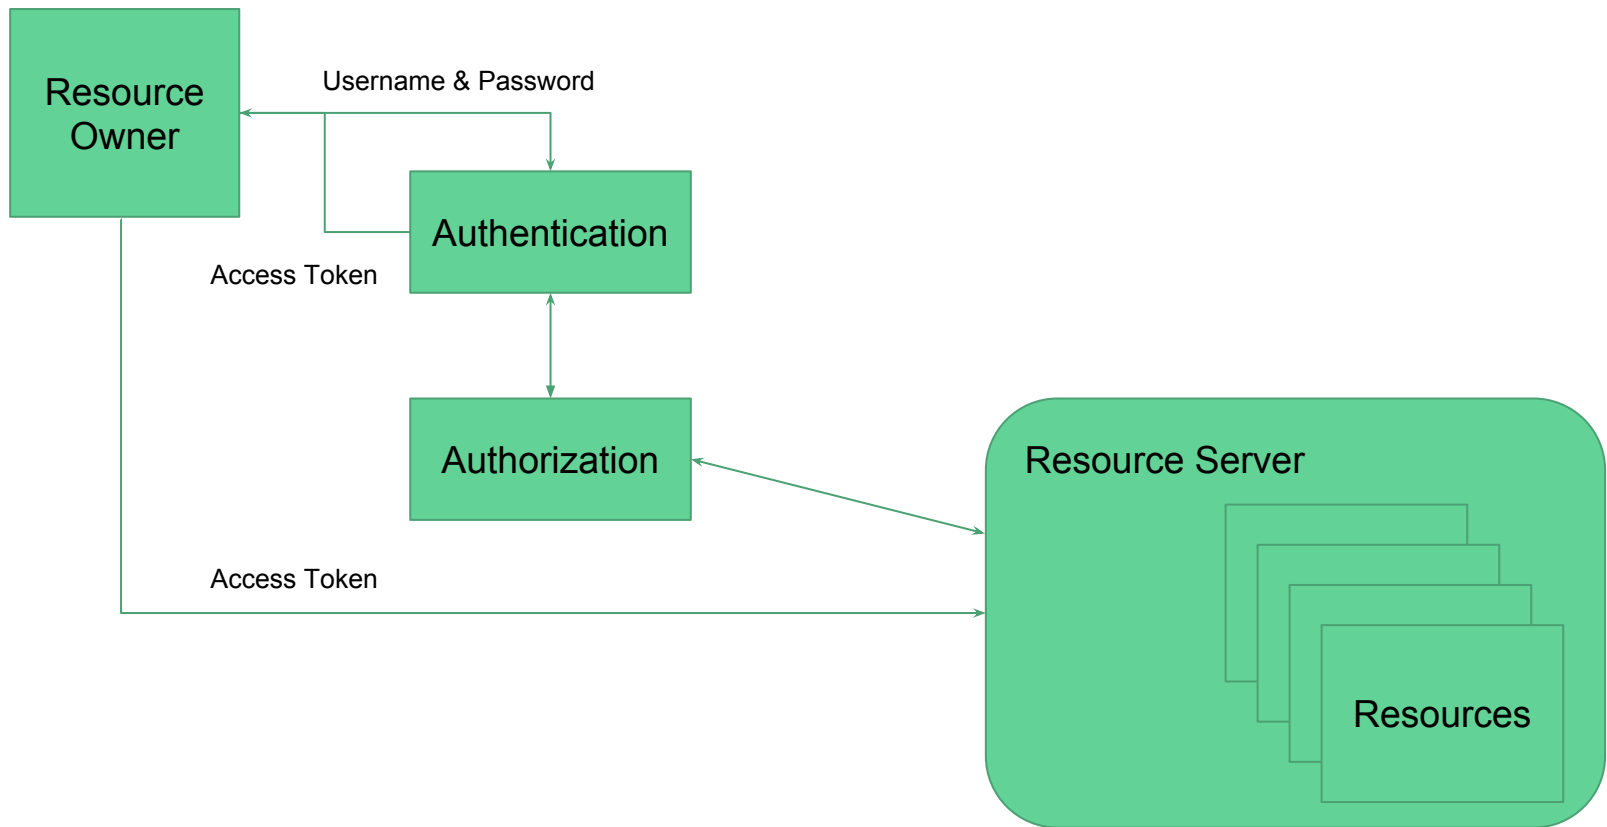 Resource
Owner
Username & Password
Authentication
Access Token
Authorization
Resource Server
Access Token
Resources